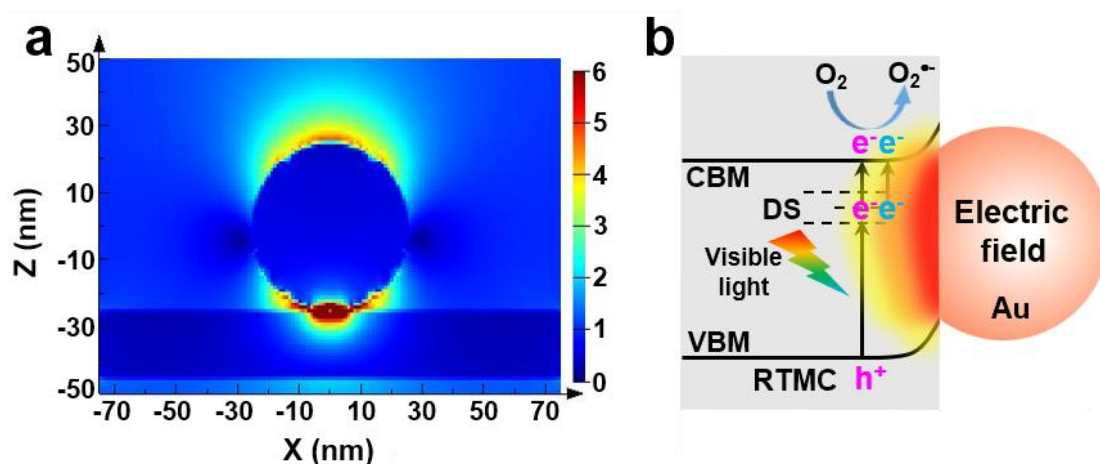 a
Z (nm)
50
30
10
-10
-30
-50
-70 -50 -30 -10 10 30 50 70
X (nm)
6
5
4
3
2
1
0
b
O₂ O₂•-
e- e-
CBM
DS e- e-
Visible
light
VBM
RTMC h+
Electric
field
Au